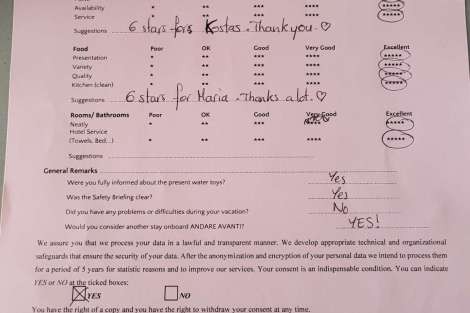 Availability * ** *** **** *****
Service * ** *** **** *****
Suggestions 6 stars for Kostas. Thank you. ♡
Food Poor OK Good Very Good Excellent
Presentation * ** *** **** *****
Variety * ** *** **** *****
Quality * ** *** **** *****
Kitchen (clean) * ** *** **** *****
Suggestions 6 stars for Maria. Thanks a lot. ♡
Rooms/ Bathrooms Poor OK Good Very Good Excellent
Neatly * ** *** *****
Hotel Service
(Towels, Bed...) * ** *** **** *****
Suggestions
General Remarks
Were you fully informed about the present water toys? Yes
Was the Safety Briefing clear? Yes
Did you have any problems or difficulties during your vacation? No
Would you consider another stay onboard ANDARE AVANTI? YES!
We assure you that we process your data in a lawful and transparent manner. We develop appropriate technical and organizational
safeguards that ensure the security of your data. After the anonymization and encryption of your personal data we intend to process them
for a period of 5 years for statistic reasons and to improve our services. Your consent is an indispensable condition. You can indicate
YES or NO at the ticked boxes:
YES NO
You have the right of a copy and you have the right to withdraw your consent at any time.